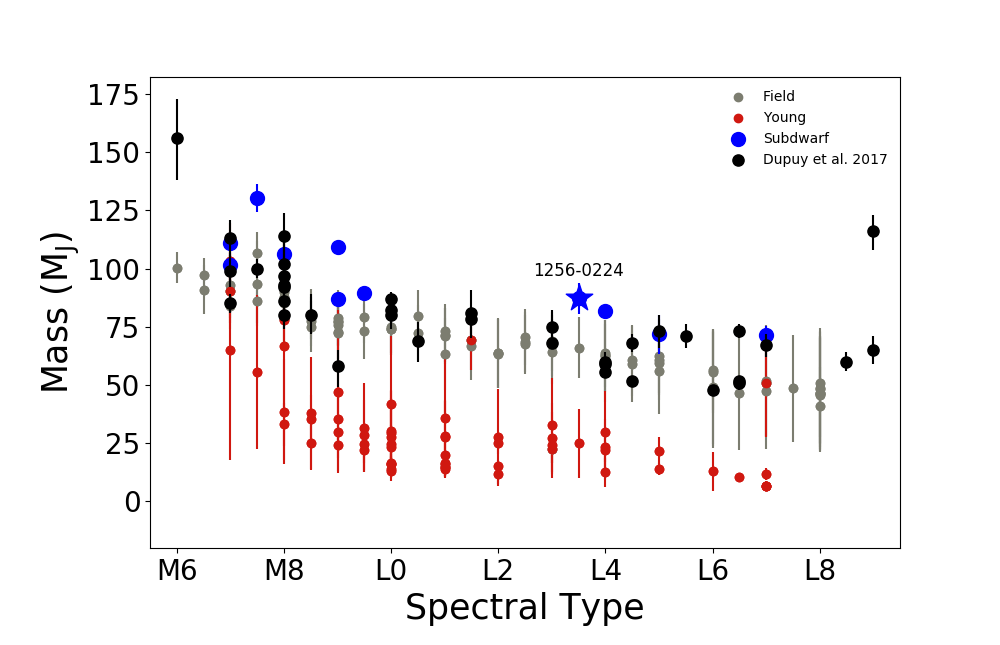 175
150
125
100
75
50
25
0
Mass (M_J)
Field
Young
Subdwarf
Dupuy et al. 2017
1256-0224
M6 M8 L0 L2 L4 L6 L8
Spectral Type